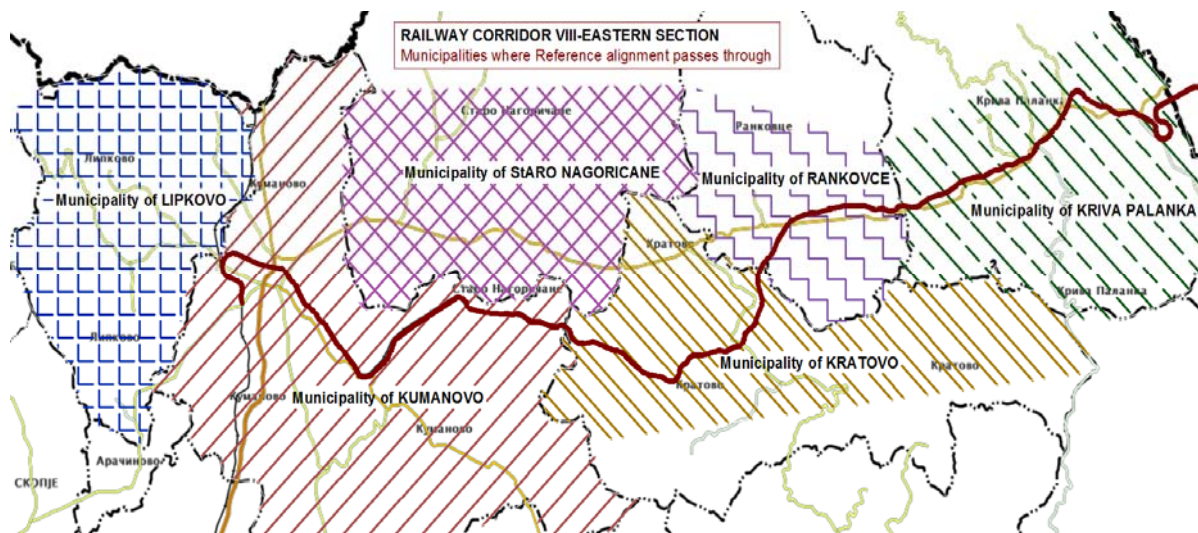 RAILWAY CORRIDOR VIII-EASTERN SECTION
Municipalities where Reference alignment passes through
Крива Паланка
Старо Нагоричане
Ранковце
Липково
Municipality of StARO NAGORICANE
Municipality of RANKOVCE
Куманово
Municipality of LIPKOVO
Municipality of KRIVA PALANKA
Кратово
Старо Нагоричане
Крива Паланка
Липково
Municipality of KRATOVO
Кратово
Кратово
Куманово
Municipality of KUMANOVO
Куманово
Арачиново
СКОПЈЕ